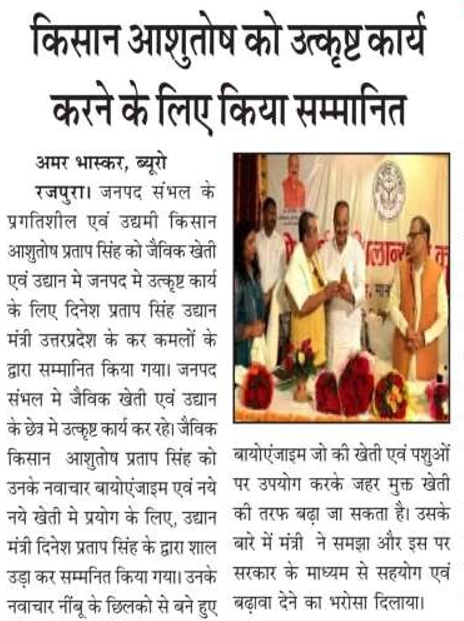 किसान आशुतोष को उत्कृष्ट कार्य
करने के लिए किया सम्मानित
अमर भास्कर, ब्यूरो
रजपुरा। जनपद संभल के
प्रगतिशील एवं उद्यमी किसान
आशुतोष प्रताप सिंह को जैविक खेती
एवं उद्यान मे जनपद मे उत्कृष्ट कार्य
के लिए दिनेश प्रताप सिंह उद्यान
मंत्री उत्तरप्रदेश के कर कमलों के
द्वारा सम्मानित किया गया। जनपद
संभल मे जैविक खेती एवं उद्यान
के छेत्र मे उत्कृष्ट कार्य कर रहे। जैविक
किसान आशुतोष प्रताप सिंह को
उनके नवाचार बायोएंजाइम एवं नये
नये खेती मे प्रयोग के लिए, उद्यान
मंत्री दिनेश प्रताप सिंह के द्वारा शाल
उड़ा कर सम्मनित किया गया। उनके
नवाचार नींबू के छिलको से बने हुए
बायोएंजाइम जो की खेती एवं पशुओं
पर उपयोग करके जहर मुक्त खेती
की तरफ बढ़ा जा सकता है। उसके
बारे में मंत्री ने समझा और इस पर
सरकार के माध्यम से सहयोग एवं
बढ़ावा देने का भरोसा दिलाया।